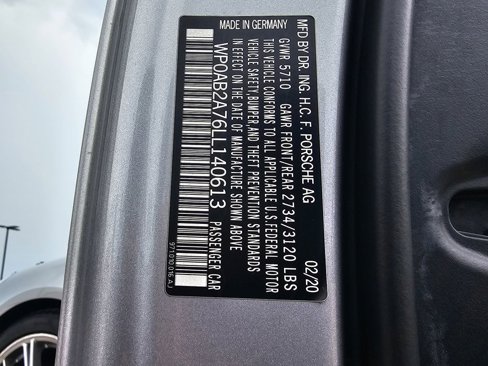 MADE IN GERMANY
MFD BY DR. ING. H.C. F. PORSCHE AG
GVWR 5710 GAWR FRONT/REAR 2734/3120 LBS 02/20
THIS VEHICLE CONFORMS TO ALL APPLICABLE U.S. FEDERAL MOTOR
VEHICLE SAFETY, BUMPER, AND THEFT PREVENTION STANDARDS
IN EFFECT ON THE DATE OF MANUFACTURE SHOWN ABOVE
WP0AB2A76LL140613 PASSENGER CAR
971010016AJ